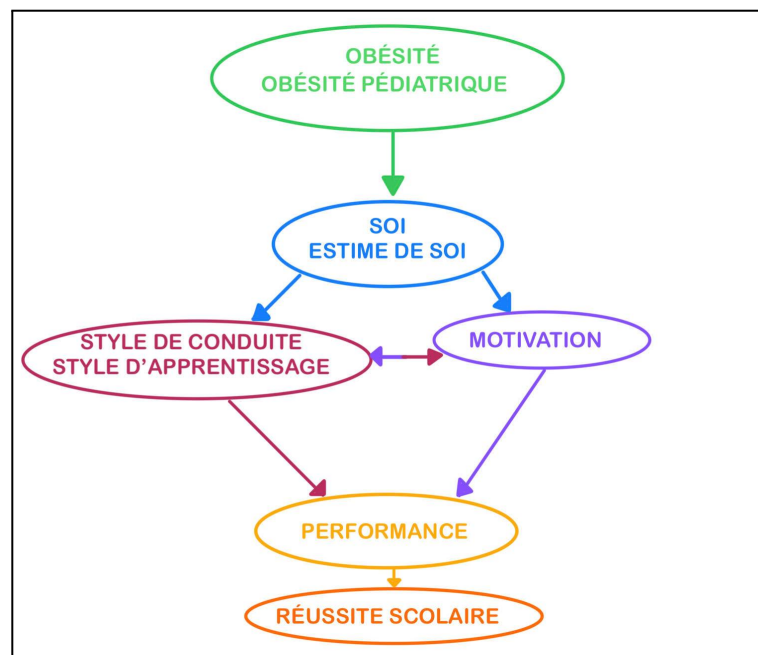 OBÉSITÉ
OBÉSITÉ PÉDIATRIQUE
SOI
ESTIME DE SOI
STYLE DE CONDUITE
STYLE D’APPRENTISSAGE
MOTIVATION
PERFORMANCE
RÉUSSITE SCOLAIRE